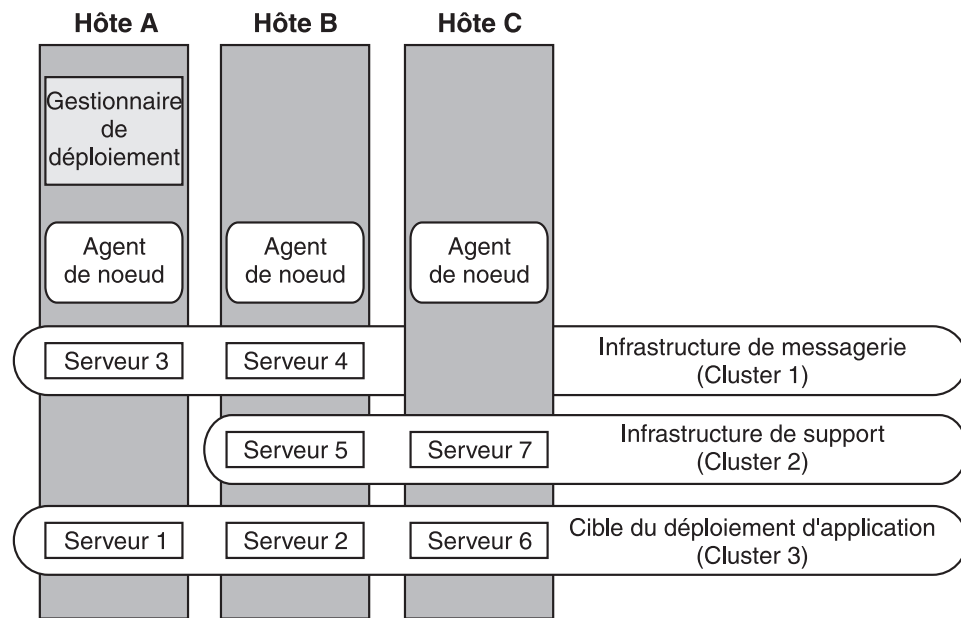 Hôte A
Hôte B
Hôte C
Gestionnaire
de
déploiement
Agent
de noeud
Agent
de noeud
Agent
de noeud
Serveur 3
Serveur 4
Infrastructure de messagerie
(Cluster 1)
Serveur 5
Serveur 7
Infrastructure de support
(Cluster 2)
Serveur 1
Serveur 2
Serveur 6
Cible du déploiement d'application
(Cluster 3)